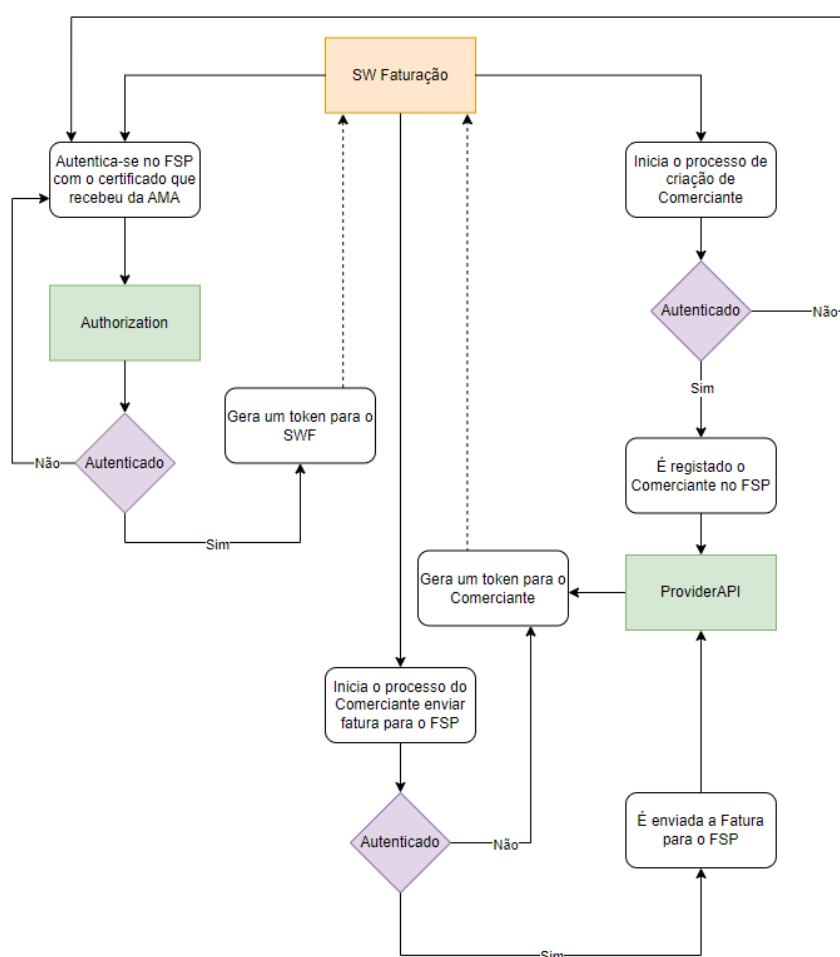 SW Faturação
Autentica-se no FSP
com o certificado que
recebeu da AMA
Inicia o processo de
criação de
Comerciante
Authorization
Autenticado
Não
Sim
Gera um token para o
SWF
Autenticado
Não
Sim
É registado o
Comerciante no FSP
Gera um token para o
Comerciante
ProviderAPI
Inicia o processo do
Comerciante enviar
fatura para o FSP
É enviada a Fatura
para o FSP
Autenticado
Não
Sim